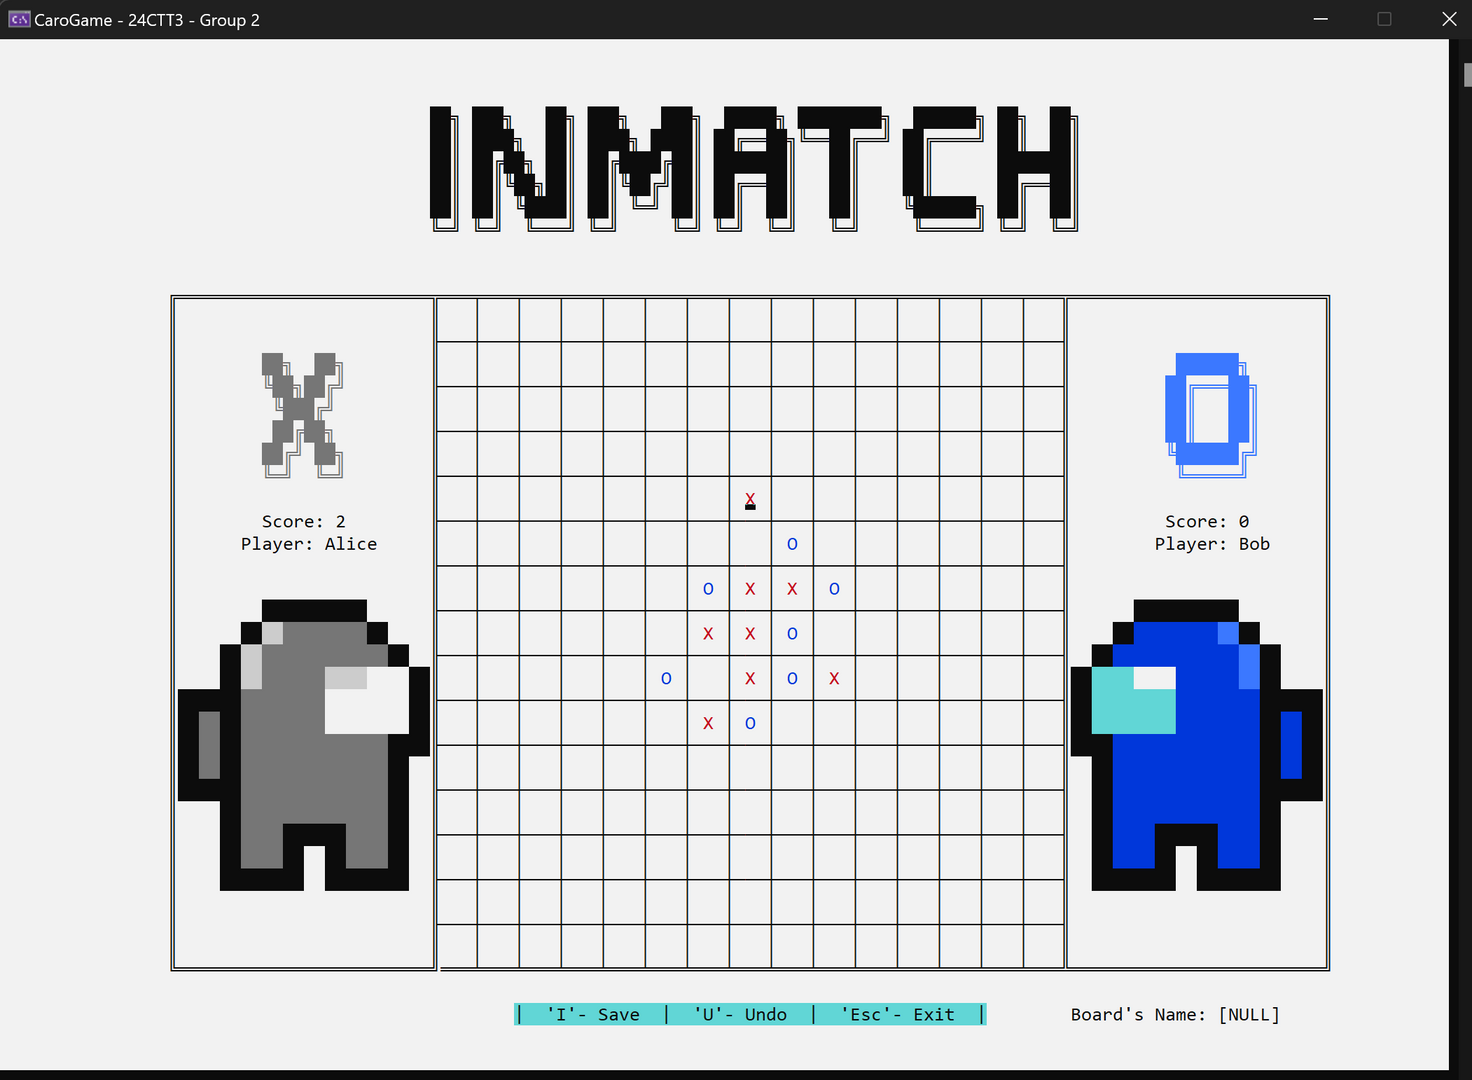 CaroGame - 24CTT3 - Group 2
INMATCH
X
O
X
Score: 2
Score: 0
Player: Alice
O
Player: Bob
O X X O
X X O
O X O X
X O
| 'I'- Save | 'U'- Undo | 'Esc'- Exit |
Board's Name: [NULL]